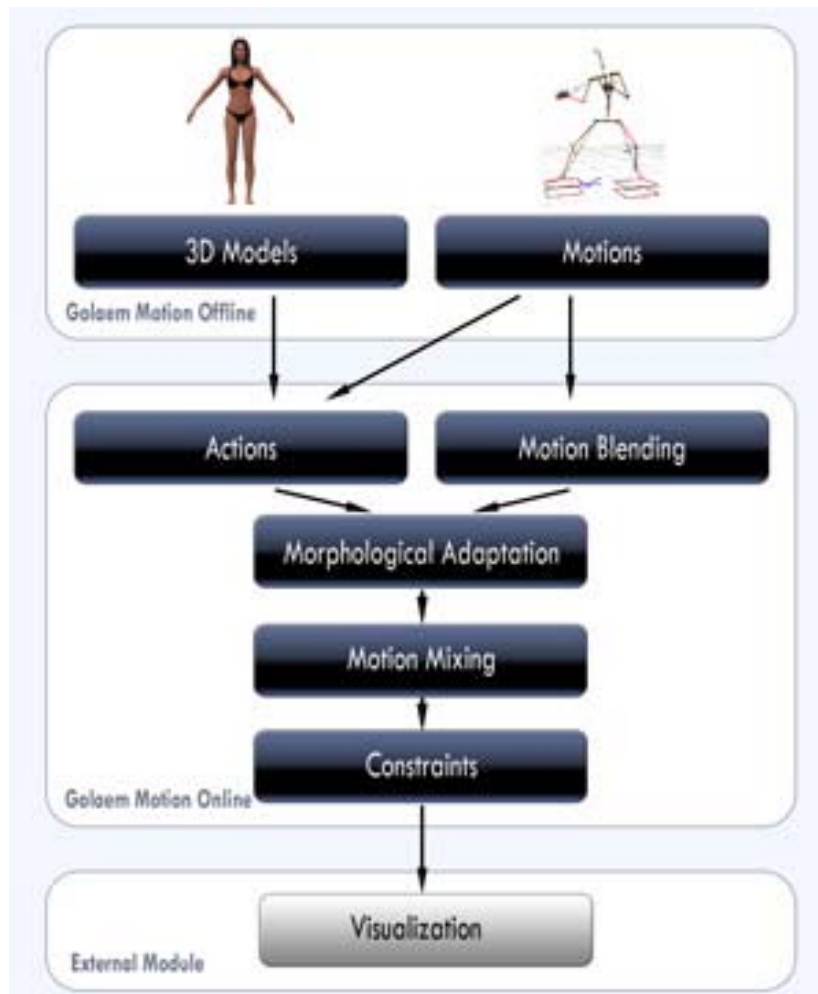 3D Models
Motions
Golaem Motion Offline
Actions
Motion Blending
Morphological Adaptation
Motion Mixing
Constraints
Golaem Motion Online
Visualization
External Module